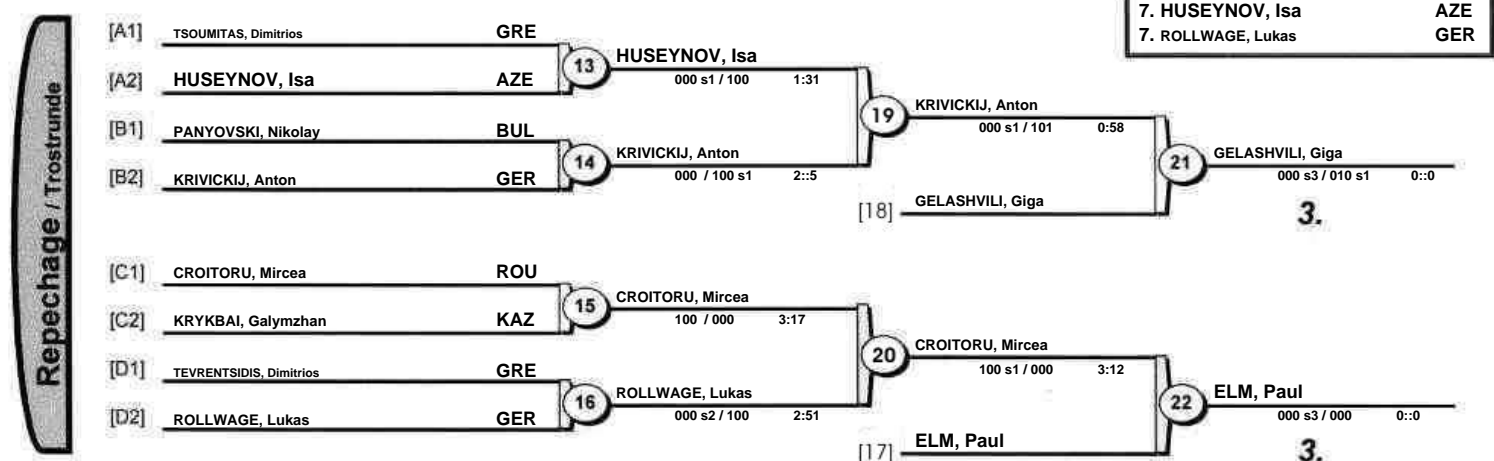 7. HUSEYNOV, Isa AZE
7. ROLLWAGE, Lukas GER
Repechage / Trostrunde
[A1] TSOUMITAS, Dimitrios GRE
[A2] HUSEYNOV, Isa AZE
13 HUSEYNOV, Isa
000 s1 / 100 1:31
[B1] PANYOVSKI, Nikolay BUL
[B2] KRIVICKIJ, Anton GER
14 KRIVICKIJ, Anton
000 / 100 s1 2::5
19 KRIVICKIJ, Anton
000 s1 / 101 0:58
[18] GELASHVILI, Giga
21 GELASHVILI, Giga
000 s3 / 010 s1 0::0
3.
[C1] CROITORU, Mircea ROU
[C2] KRYKBAI, Galymzhan KAZ
15 CROITORU, Mircea
100 / 000 3:17
[D1] TEVRENTSIDIS, Dimitrios GRE
[D2] ROLLWAGE, Lukas GER
16 ROLLWAGE, Lukas
000 s2 / 100 2:51
20 CROITORU, Mircea
100 s1 / 000 3:12
[17] ELM, Paul
22 ELM, Paul
000 s3 / 000 0::0
3.